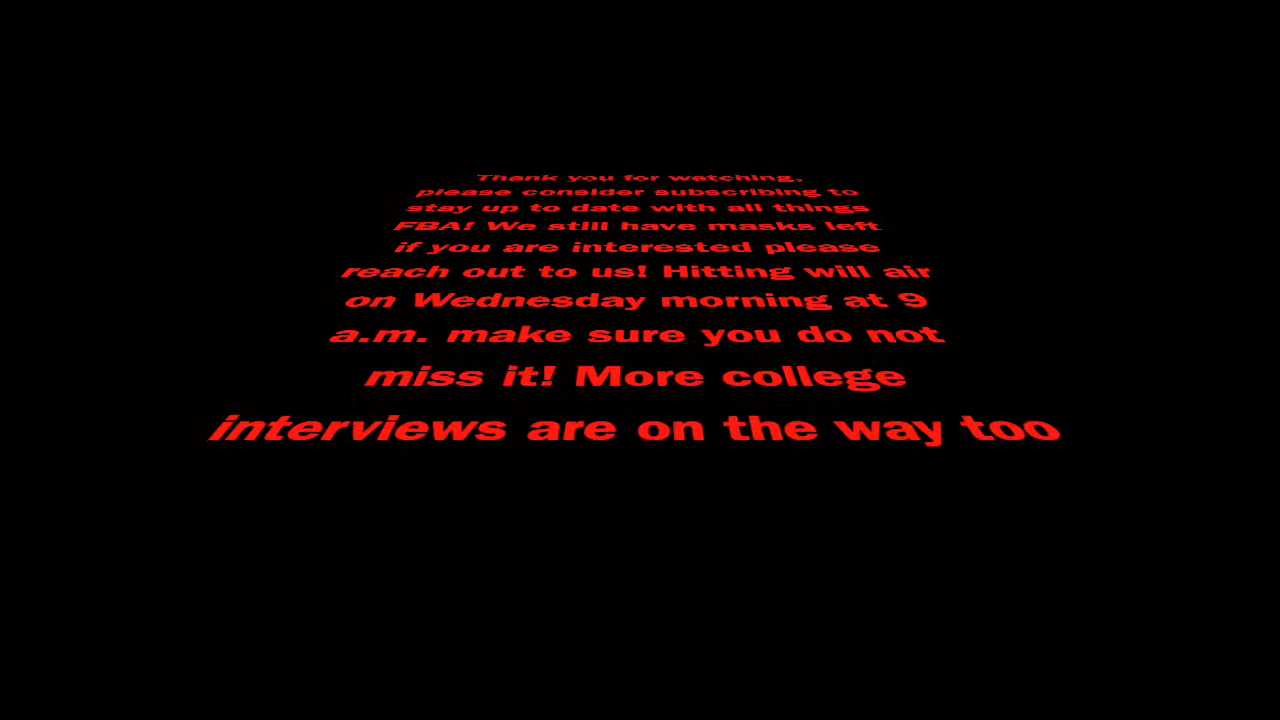 Thank you for watching,
please consider subscribing to
stay up to date with all things
FBA! We still have masks left
if you are interested please
reach out to us! Hitting will air
on Wednesday morning at 9
a.m. make sure you do not
miss it! More college
interviews are on the way too